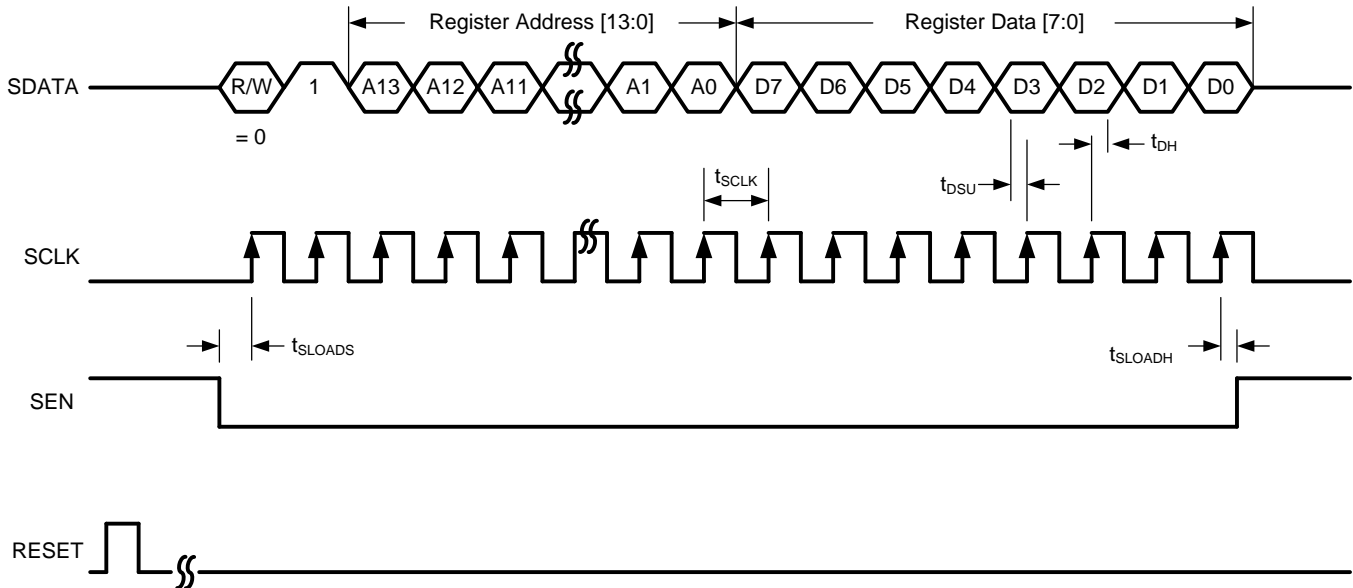 Register Address [13:0] Register Data [7:0]
SDATA R/W 1 A13 A12 A11 A1 A0 D7 D6 D5 D4 D3 D2 D1 D0
= 0
tDH
tSCLK tDSU
SCLK
tSLOADS tSLOADH
SEN
RESET